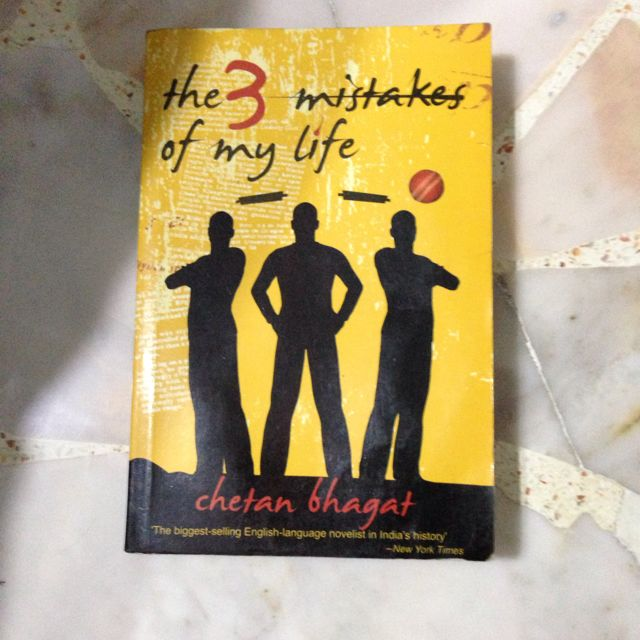 the 3 mistakes
of my life
chetan bhagat
'The biggest-selling English-language novelist in India's history'
—New York Times